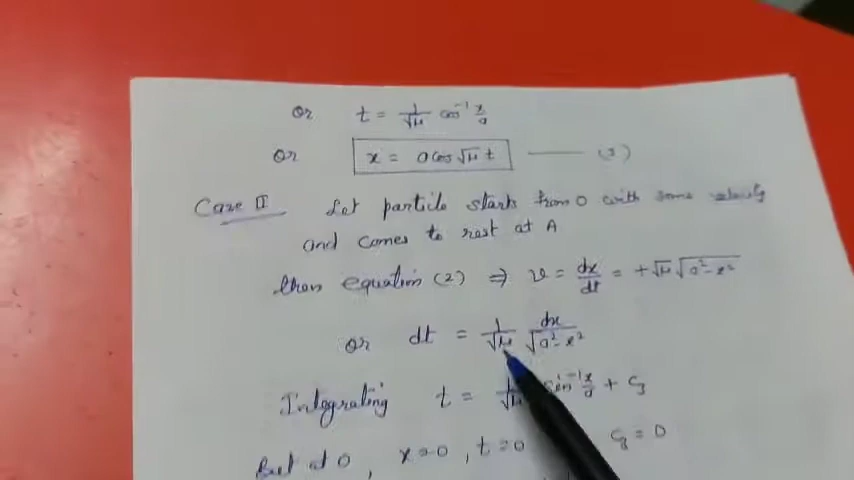 Or t = 1/√μ cos⁻¹ x/a
Or x = a cos √μ t —— (3)
Case II Let particle starts from O with some velocity
and comes to rest at A
then equation (2) ⇒ v = dx/dt = +√μ √a²-x²
Or dt = 1/√μ dx/√a²-x²
Integrating t = 1/√μ sin⁻¹ x/a + C₃
But at O, x=0, t=0 C₃ = 0